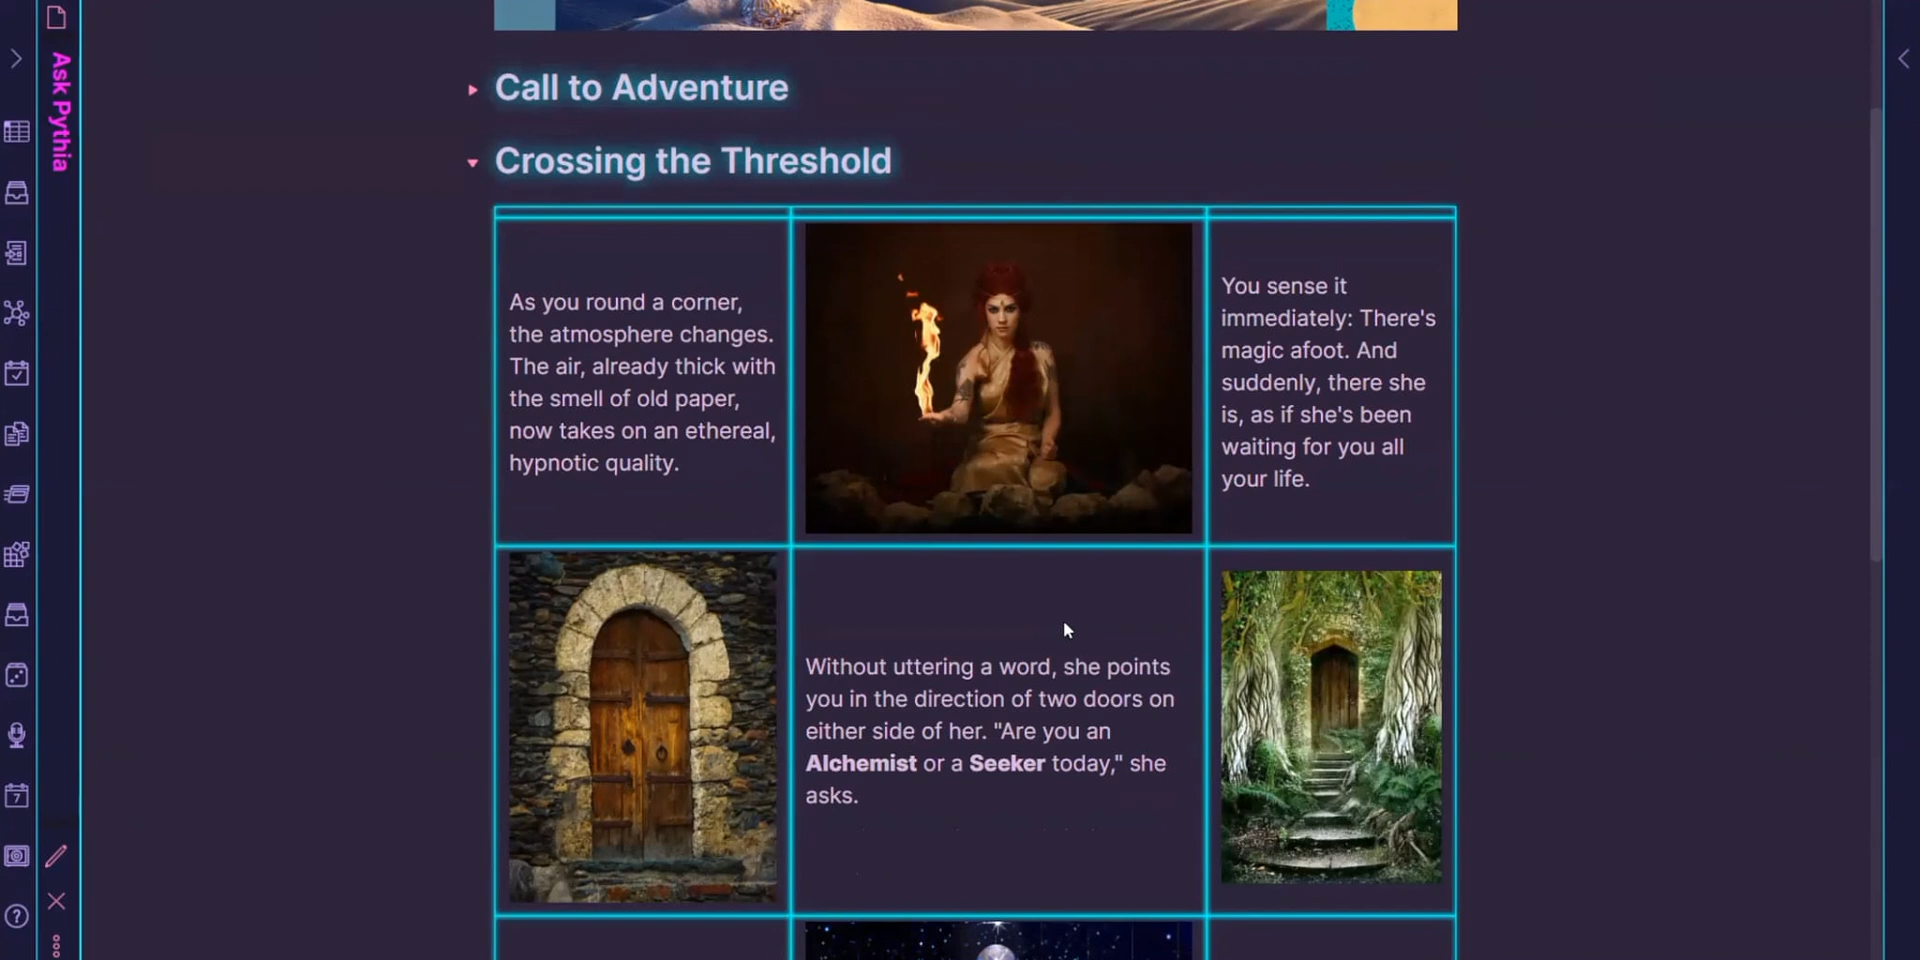 Ask Pythia
Call to Adventure
Crossing the Threshold
As you round a corner,
the atmosphere changes.
The air, already thick with
the smell of old paper,
now takes on an ethereal,
hypnotic quality.
You sense it
immediately: There's
magic afoot. And
suddenly, there she
is, as if she's been
waiting for you all
your life.
Without uttering a word, she points
you in the direction of two doors on
either side of her. "Are you an
Alchemist or a Seeker today," she
asks.
7